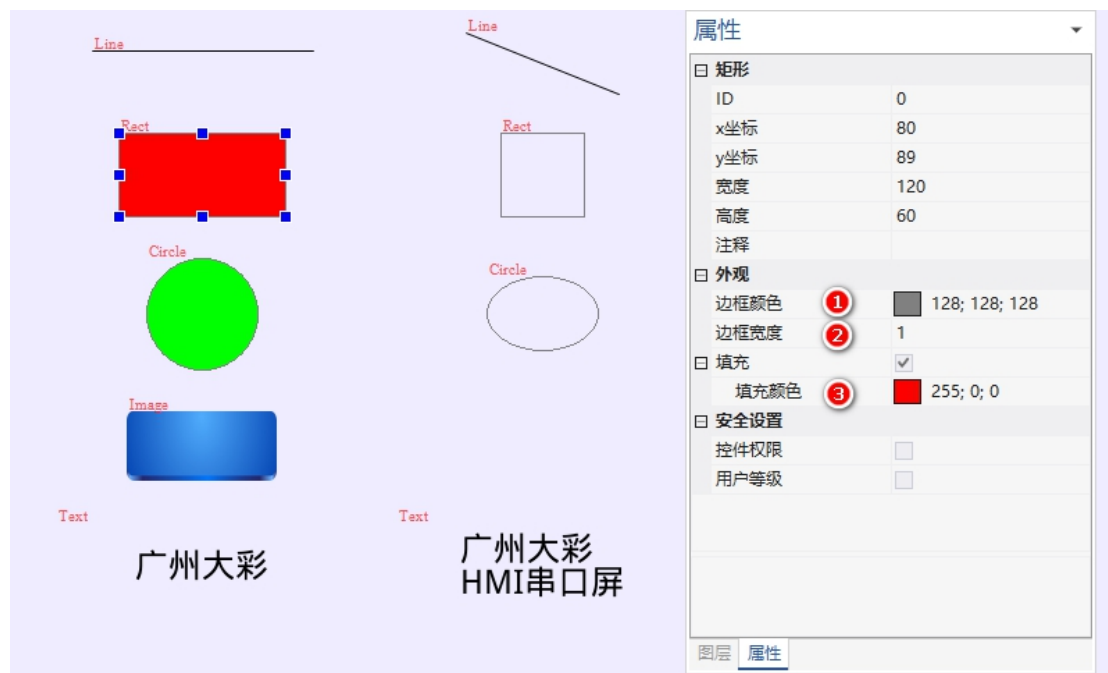 Line
Line
Rect
Rect
Circle
Circle
Image
Text
Text
广州大彩
广州大彩
HMI串口屏
属性
矩形
ID 0
x坐标 80
y坐标 89
宽度 120
高度 60
注释
外观
边框颜色 1 128; 128; 128
边框宽度 2 1
填充
填充颜色 3 255; 0; 0
安全设置
控件权限
用户等级
图层 属性